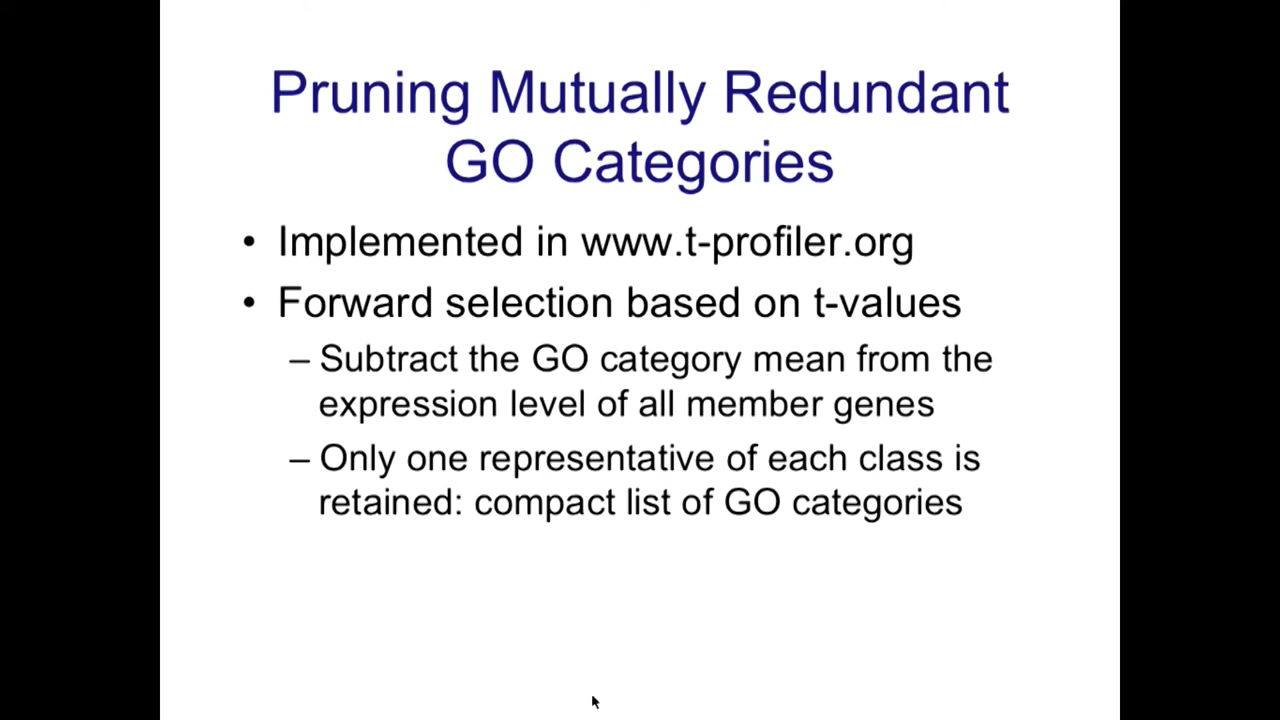 Pruning Mutually Redundant
GO Categories
• Implemented in www.t-profiler.org
• Forward selection based on t-values
– Subtract the GO category mean from the
expression level of all member genes
– Only one representative of each class is
retained: compact list of GO categories